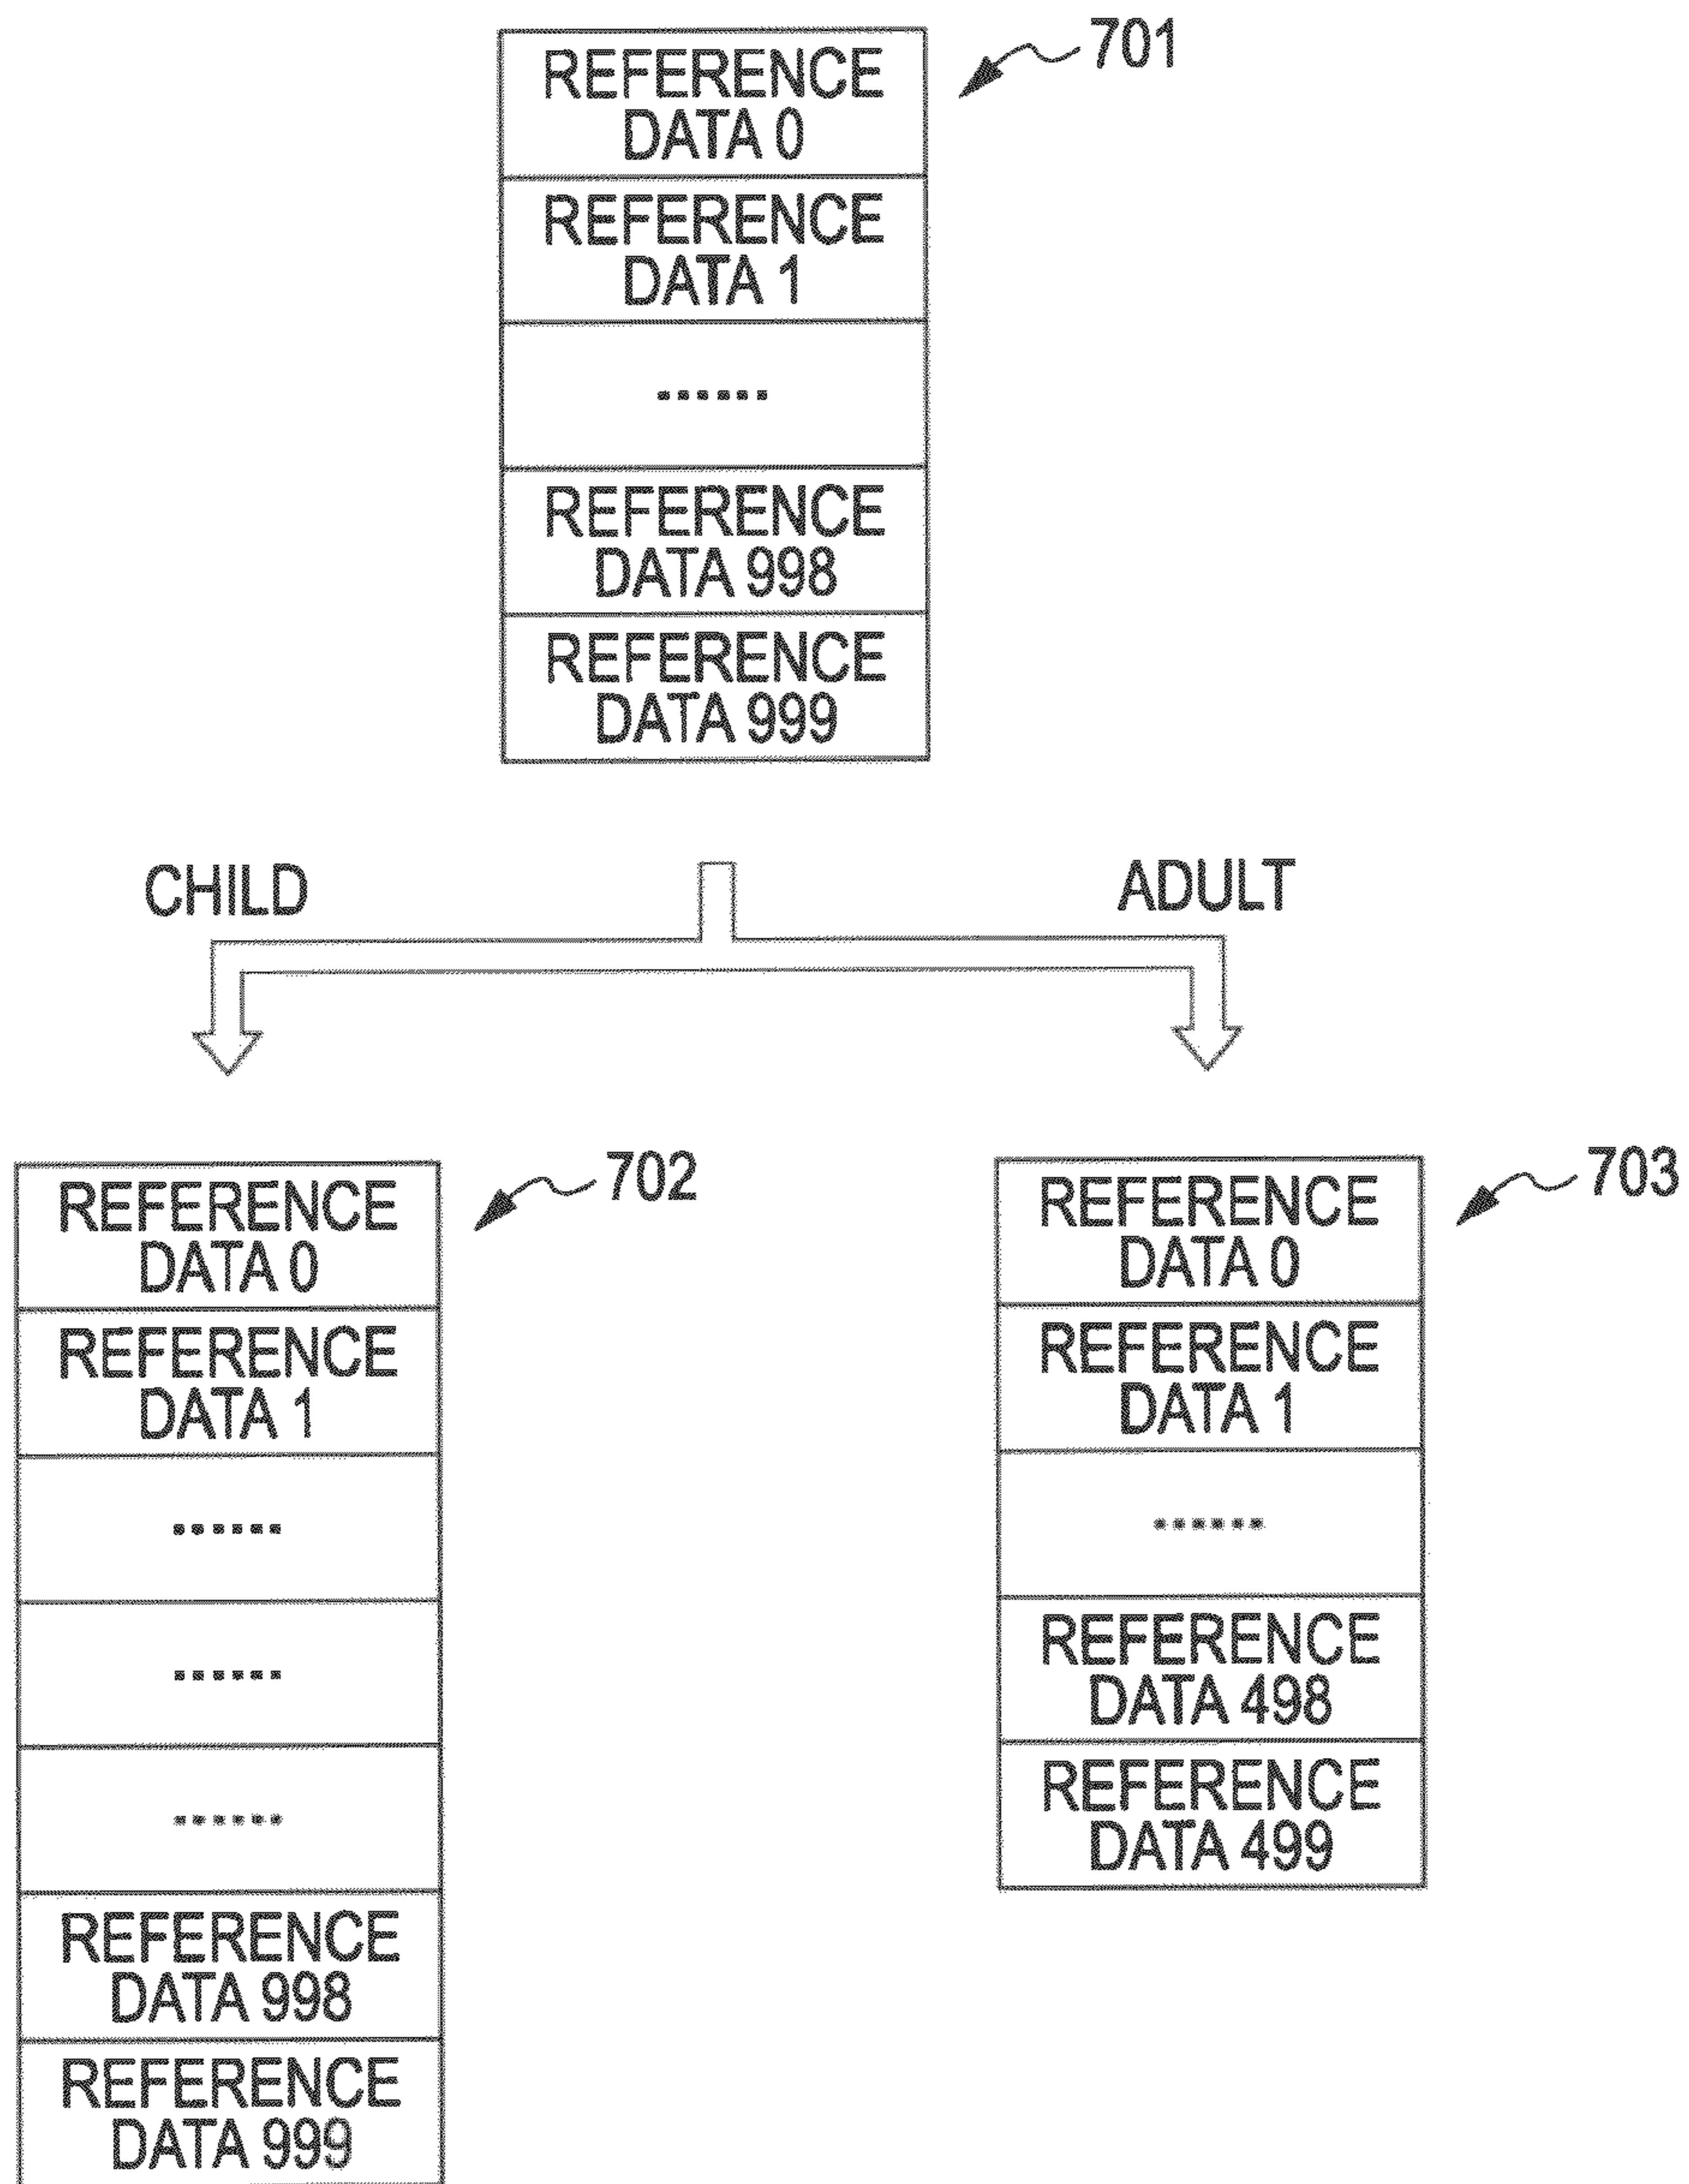 701
REFERENCE
DATA 0
REFERENCE
DATA 1
......
REFERENCE
DATA 998
REFERENCE
DATA 999
CHILD
ADULT
702
REFERENCE
DATA 0
REFERENCE
DATA 1
......
......
......
REFERENCE
DATA 998
REFERENCE
DATA 999
703
REFERENCE
DATA 0
REFERENCE
DATA 1
......
REFERENCE
DATA 498
REFERENCE
DATA 499